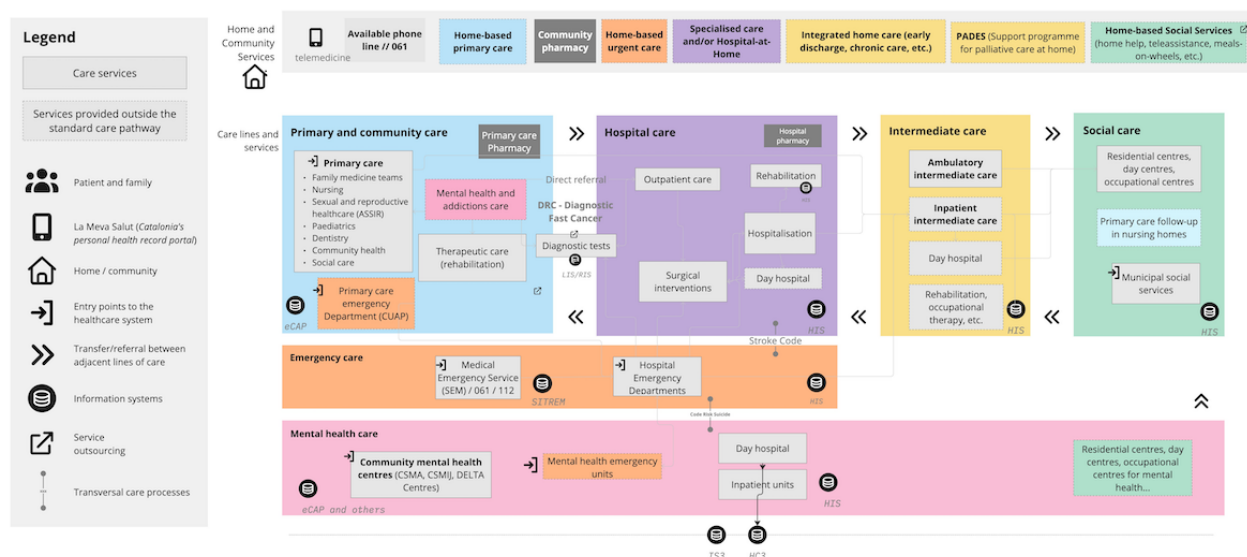 Legend
Care services
Services provided outside the
standard care pathway
Patient and family
La Meva Salut (Catalonia's
personal health record portal)
Home / community
Entry points to the
healthcare system
Transfer/referral between
adjacent lines of care
Information systems
Service
outsourcing
Transversal care processes
Home and
Community
Services
telemedicine
Available phone
line // 061
Home-based
primary care
Community
pharmacy
Home-based
urgent care
Specialised care
and/or Hospital-at-
Home
Integrated home care (early
discharge, chronic care, etc.)
PADES (Support programme
for palliative care at home)
Home-based Social Services
(home help, teleassistance, meals-
on-wheels, etc.)
Care lines and
services
Primary and community care
Primary care
Pharmacy
Primary care
• Family medicine teams
• Nursing
• Sexual and reproductive
healthcare (ASSIR)
• Paediatrics
• Dentistry
• Community health
• Social care
Mental health and
addictions care
Therapeutic care
(rehabilitation)
Primary care
emergency
Department (CUAP)
eCAP
Direct referral
DRC - Diagnostic
Fast Cancer
Diagnostic tests
LIS/RIS
Hospital care
Hospital
pharmacy
Outpatient care
Rehabilitation
HIS
Hospitalisation
Surgical
interventions
Day hospital
HIS
Stroke Code
Intermediate care
Ambulatory
intermediate care
Inpatient
intermediate care
Day hospital
Rehabilitation,
occupational
therapy, etc.
HIS
Social care
Residential centres,
day centres,
occupational centres
Primary care follow-up
in nursing homes
Municipal social
services
HIS
Emergency care
Medical
Emergency Service
(SEM) / 061 / 112
SITREM
Hospital
Emergency
Departments
HIS
Code Risk Suicide
Mental health care
Community mental health
centres (CSMA, CSMIJ, DELTA
Centres)
eCAP and others
Mental health emergency
units
Day hospital
Inpatient units
HIS
Residential centres, day
centres, occupational
centres for mental
health...
IS3
HC3